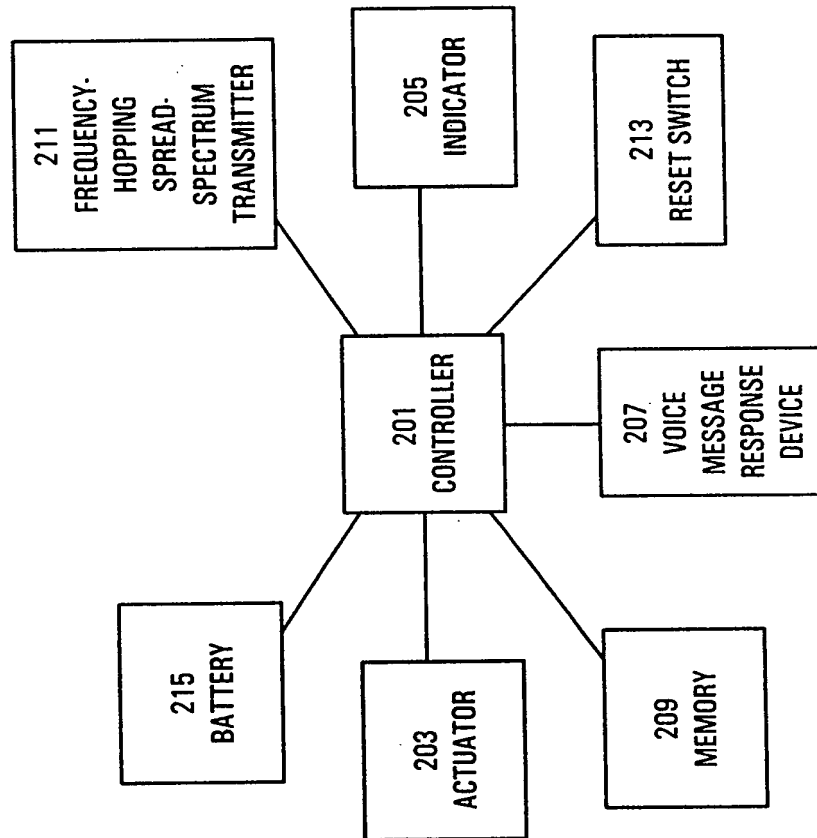 211
FREQUENCY-
HOPPING
SPREAD-
SPECTRUM
TRANSMITTER
205
INDICATOR
213
RESET SWITCH
201
CONTROLLER
207
VOICE
MESSAGE
RESPONSE
DEVICE
215
BATTERY
203
ACTUATOR
209
MEMORY